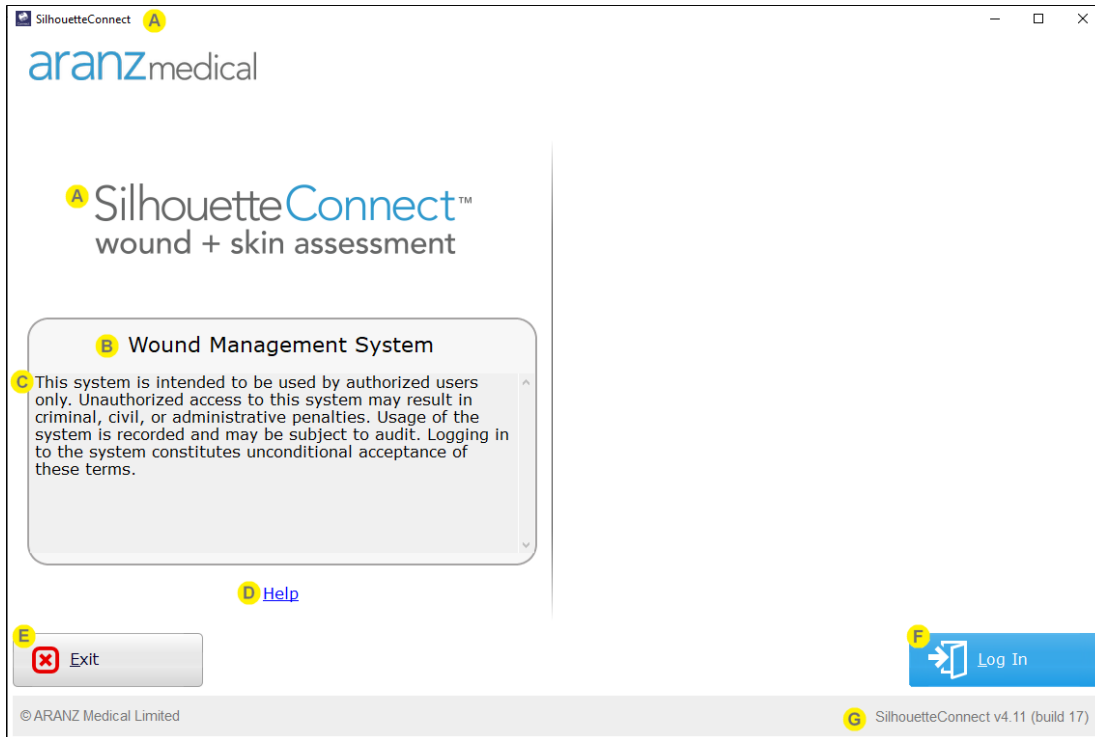 SilhouetteConnect A
aranzmedical
A SilhouetteConnect™
wound + skin assessment
B Wound Management System
C This system is intended to be used by authorized users
only. Unauthorized access to this system may result in
criminal, civil, or administrative penalties. Usage of the
system is recorded and may be subject to audit. Logging in
to the system constitutes unconditional acceptance of
these terms.
D Help
E
Exit
F
Log In
© ARANZ Medical Limited
G SilhouetteConnect v4.11 (build 17)